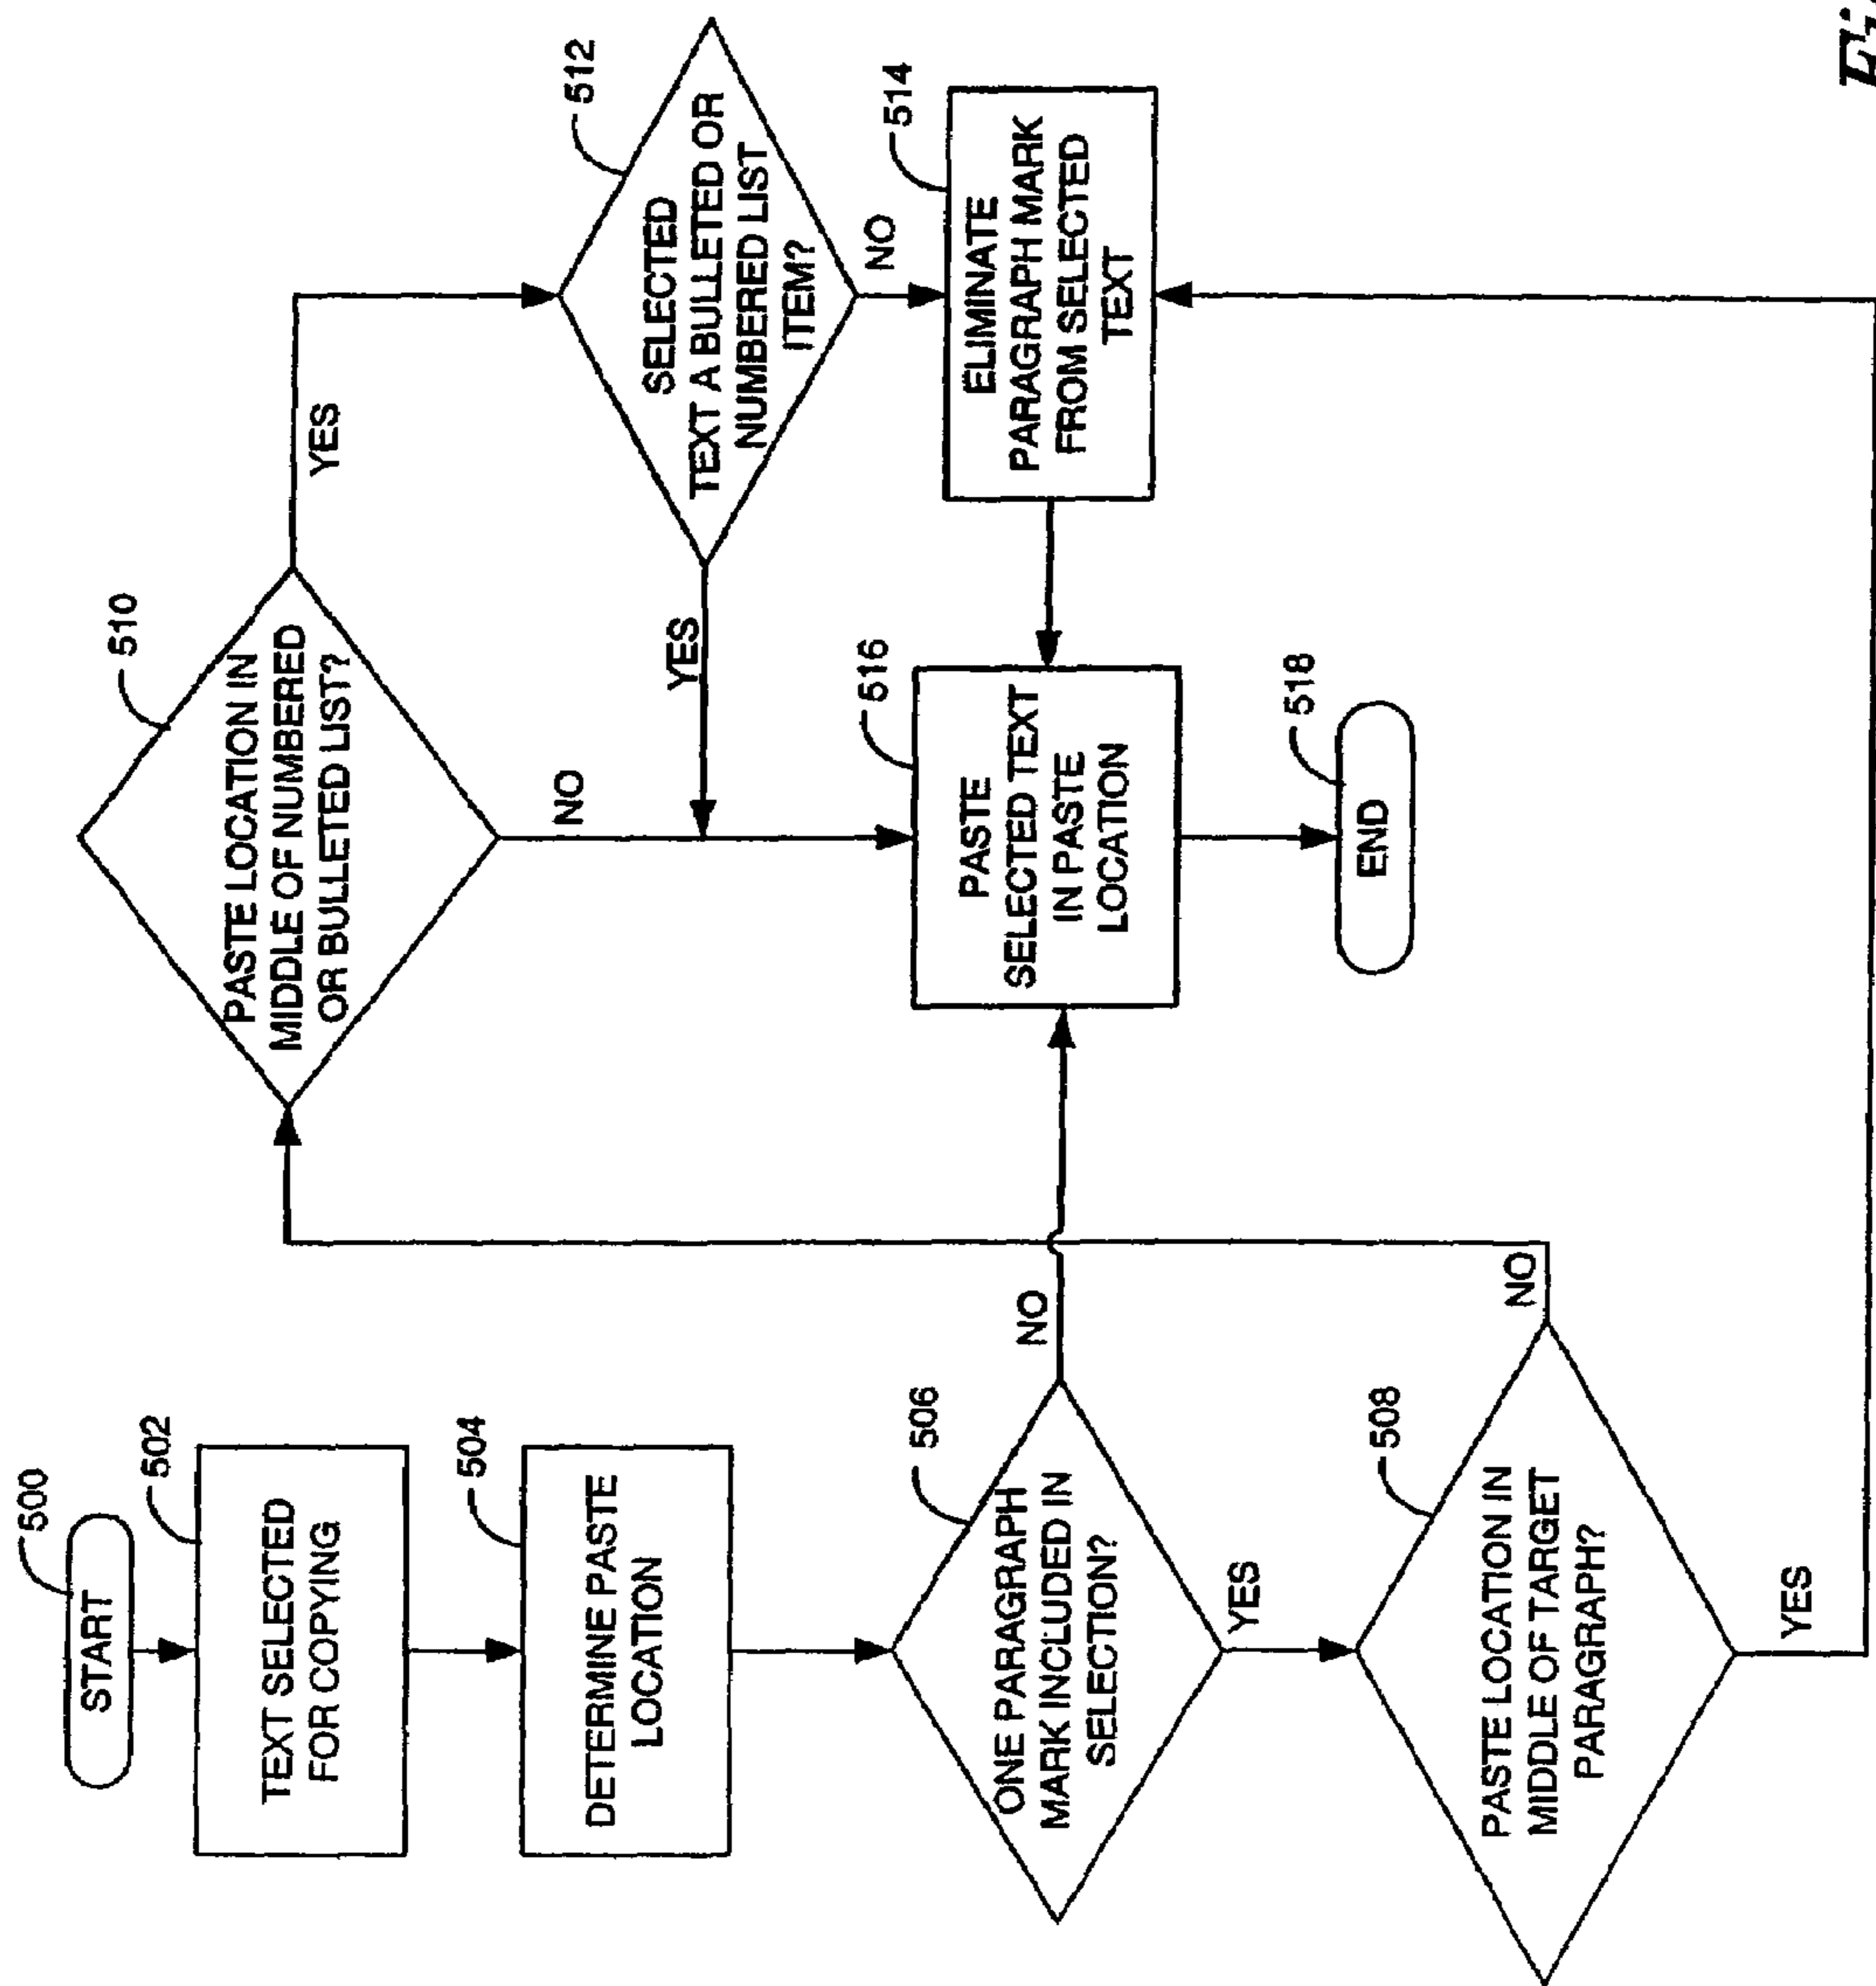 500
START
502
TEXT SELECTED
FOR COPYING
504
DETERMINE PASTE
LOCATION
506
ONE PARAGRAPH
MARK INCLUDED IN
SELECTION?
NO
YES
508
PASTE LOCATION IN
MIDDLE OF TARGET
PARAGRAPH?
NO
YES
510
PASTE LOCATION IN
MIDDLE OF NUMBERED
OR BULLETED LIST?
YES
NO
512
SELECTED
TEXT A BULLETED OR
NUMBERED LIST
ITEM?
YES
NO
514
ELIMINATE
PARAGRAPH MARK
FROM SELECTED
TEXT
516
PASTE
SELECTED TEXT
IN PASTE
LOCATION
518
END